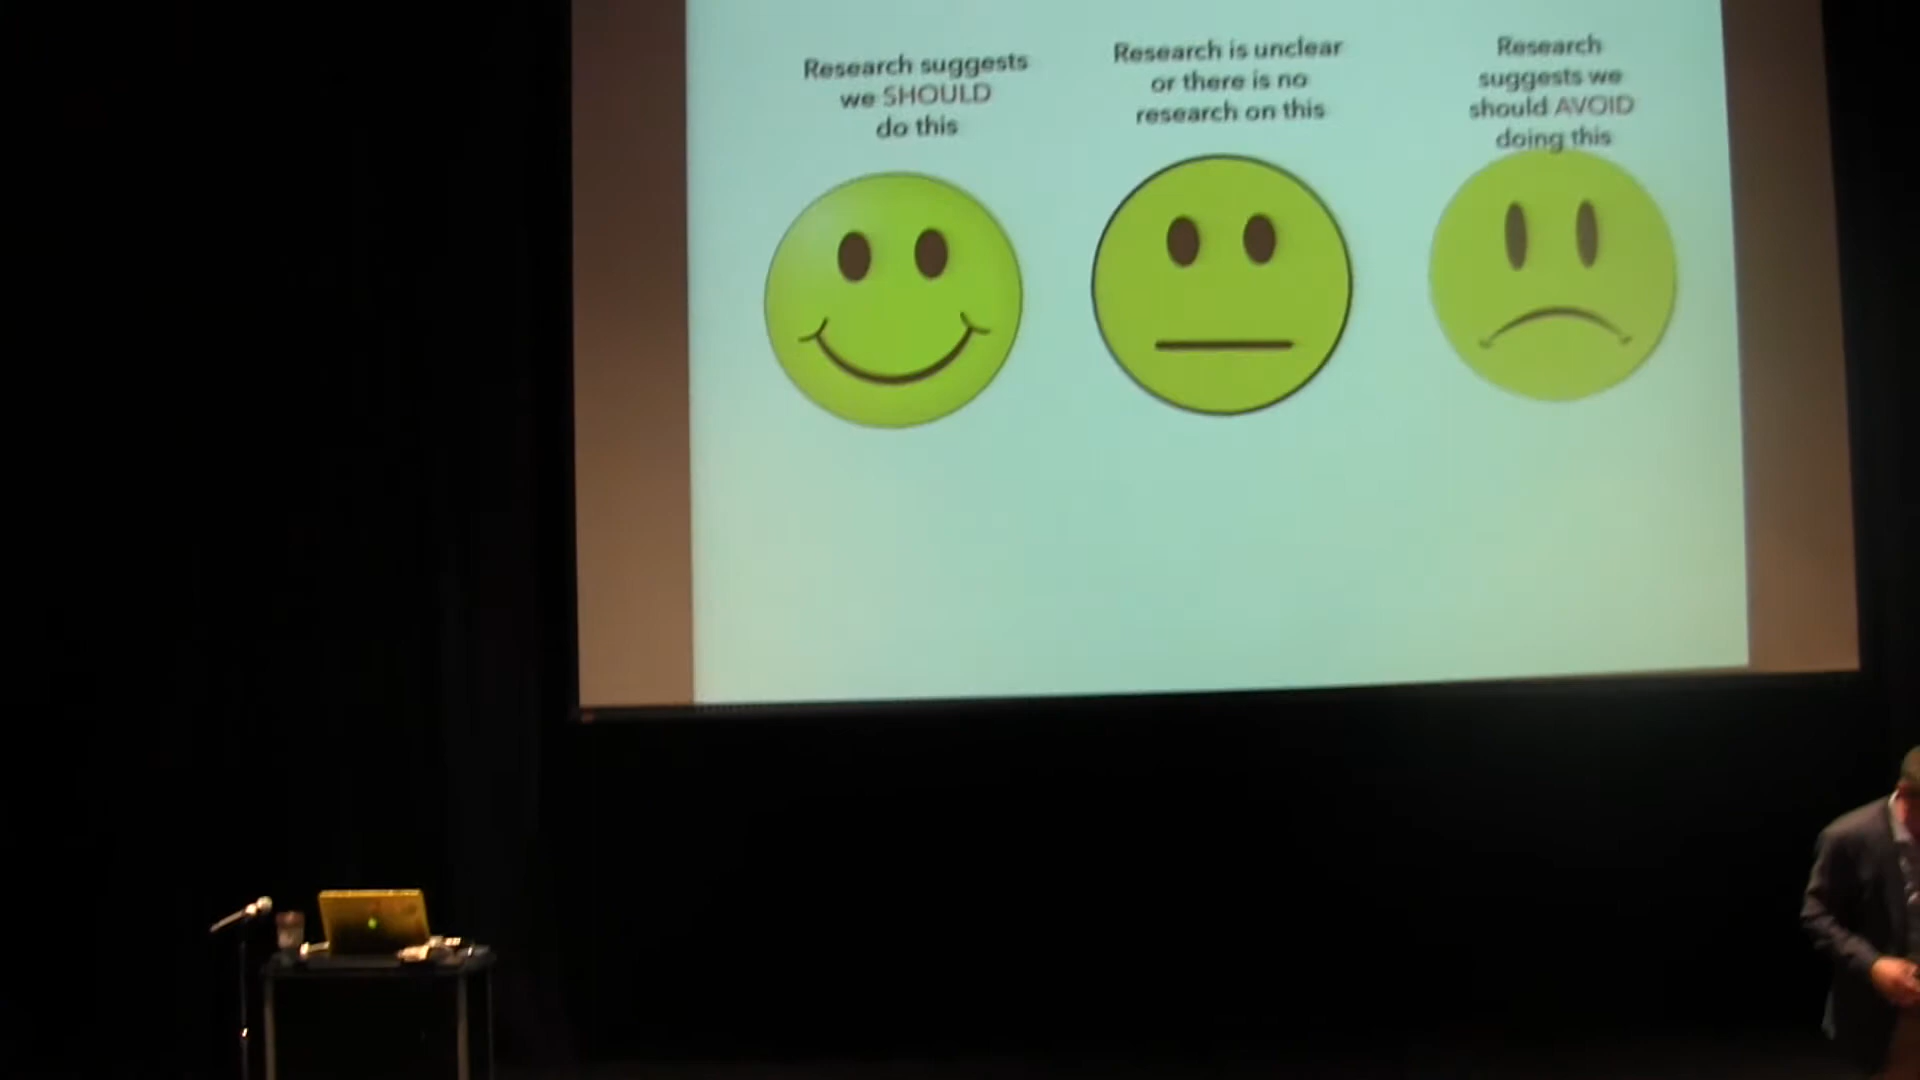 Research suggests
we SHOULD
do this
Research is unclear
or there is no
research on this
Research
suggests we
should AVOID
doing this